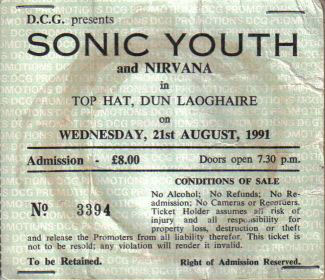 D.C.G. presents
SONIC YOUTH
and NIRVANA
in
TOP HAT, DUN LAOGHAIRE
on
WEDNESDAY, 21st AUGUST, 1991
Admission - £8.00 Doors open 7.30 p.m.
CONDITIONS OF SALE
No Alcohol; No Refunds; No Re-
admission; No Cameras or Recorders.
Ticket Holder assumes all risk of
injury and all responsibility for
property loss, destruction or theft
Nº 3394
and release the Promoters from all liability therefor. This ticket is
not to be resold; any violation will render it invalid.
To be Retained. Right of Admission Reserved.